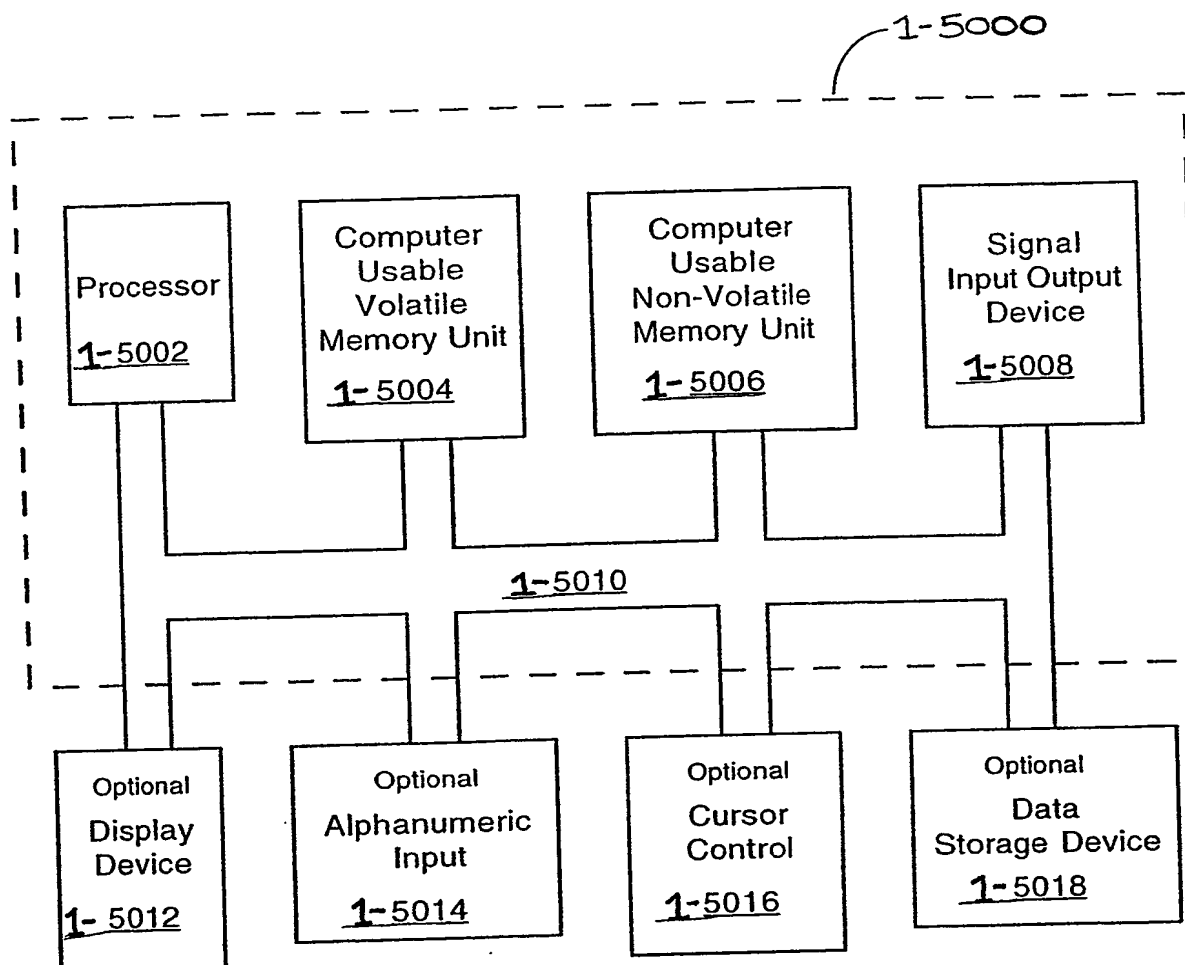 1-5000
Processor
1-5002
Computer
Usable
Volatile
Memory Unit
1-5004
Computer
Usable
Non-Volatile
Memory Unit
1-5006
Signal
Input Output
Device
1-5008
1-5010
Optional
Display
Device
1-5012
Optional
Alphanumeric
Input
1-5014
Optional
Cursor
Control
1-5016
Optional
Data
Storage Device
1-5018